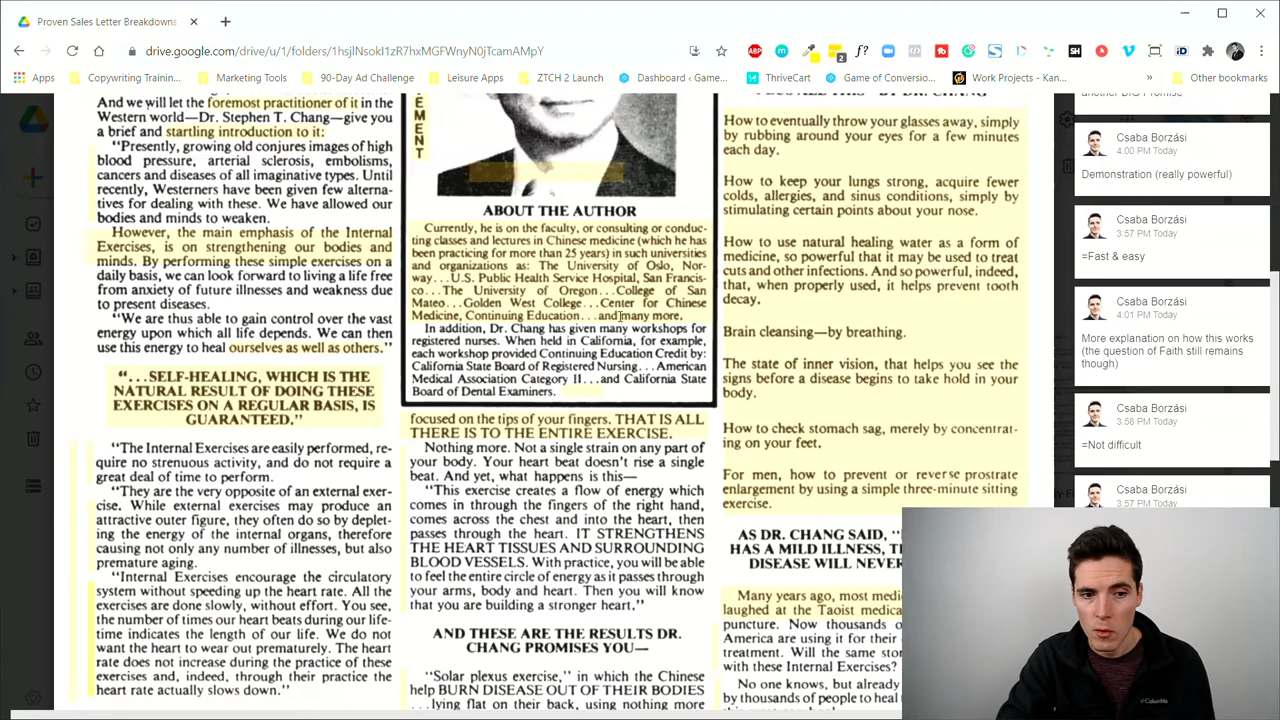 Proven Sales Letter Breakdowns
drive.google.com/drive/u/1/folders/1hsjlNsokI1zR7hxMGFWnyN0jTcamAMpY
Apps
Copywriting Trainin...
Marketing Tools
90-Day Ad Challenge
Leisure Apps
ZTCH 2 Launch
Dashboard ‹ Game...
ThriveCart
Game of Conversio...
Work Projects - Kan...
Other bookmarks
And we will let the foremost practitioner of it in the
Western world—Dr. Stephen T. Chang—give you
a brief and startling introduction to it:
“Presently, growing old conjures images of high
blood pressure, arterial sclerosis, embolisms,
cancers and diseases of all imaginative types. Until
recently, Westerners have been given few alterna-
tives for dealing with these. We have allowed our
bodies and minds to weaken.
However, the main emphasis of the Internal
Exercises, is on strengthening our bodies and
minds. By performing these simple exercises on a
daily basis, we can look forward to living a life free
from anxiety of future illnesses and weakness due
to present diseases.
“We are thus able to gain control over the vast
energy upon which all life depends. We can then
use this energy to heal ourselves as well as others.”
“...SELF-HEALING, WHICH IS THE
NATURAL RESULT OF DOING THESE
EXERCISES ON A REGULAR BASIS, IS
GUARANTEED.”
“The Internal Exercises are easily performed, re-
quire no strenuous activity, and do not require a
great deal of time to perform.
“They are the very opposite of an external exer-
cise. While external exercises may produce an
attractive outer figure, they often do so by deplet-
ing the energy of the internal organs, therefore
causing not only any number of illnesses, but also
premature aging.
“Internal Exercises encourage the circulatory
system without speeding up the heart rate. All the
exercises are done slowly, without effort. You see,
the number of times our heart beats during our life-
time indicates the length of our life. We do not
want the heart to wear out prematurely. The heart
rate does not increase during the practice of these
exercises and, indeed, through their practice the
heart rate actually slows down.”
E
M
E
N
T
ABOUT THE AUTHOR
Currently, he is on the faculty, or consulting or conduc-
ting classes and lectures in Chinese medicine (which he has
been practicing for more than 25 years) in such universities
and organizations as: The University of Oslo, Nor-
way...U.S. Public Health Service Hospital, San Francis-
co...The University of Oregon...College of San
Mateo...Golden West College...Center for Chinese
Medicine, Continuing Education...and many more.
In addition, Dr. Chang has given many workshops for
registered nurses. When held in California, for example,
each workshop provided Continuing Education Credit by:
California State Board of Registered Nursing...American
Medical Association Category II...and California State
Board of Dental Examiners.
focused on the tips of your fingers. THAT IS ALL
THERE IS TO THE ENTIRE EXERCISE.
Nothing more. Not a single strain on any part of
your body. Your heart beat doesn't rise a single
beat. And yet, what happens is this—
“This exercise creates a flow of energy which
comes in through the fingers of the right hand,
comes across the chest and into the heart, then
passes through the heart. IT STRENGTHENS
THE HEART TISSUES AND SURROUNDING
BLOOD VESSELS. With practice, you will be able
to feel the entire circle of energy as it passes through
your arms, body and heart. Then you will know
that you are building a stronger heart.”
AND THESE ARE THE RESULTS DR.
CHANG PROMISES YOU—
“Solar plexus exercise,” in which the Chinese
help BURN DISEASE OUT OF THEIR BODIES
...lying flat on their back, using nothing more
How to eventually throw your glasses away, simply
by rubbing around your eyes for a few minutes
each day.
How to keep your lungs strong, acquire fewer
colds, allergies, and sinus conditions, simply by
stimulating certain points about your nose.
How to use natural healing water as a form of
medicine, so powerful that it may be used to treat
cuts and other infections. And so powerful, indeed,
that, when properly used, it helps prevent tooth
decay.
Brain cleansing—by breathing.
The state of inner vision, that helps you see the
signs before a disease begins to take hold in your
body.
How to check stomach sag, merely by concentrat-
ing on your feet.
For men, how to prevent or reverse prostrate
enlargement by using a simple three-minute sitting
exercise.
AS DR. CHANG SAID, “
HAS A MILD ILLNESS, T
DISEASE WILL NEVER
Many years ago, most medi
laughed at the Taoist medica
puncture. Now thousands o
America are using it for their
treatment. Will the same sto
with these Internal Exercises?
No one knows, but already
by thousands of people to heal
Csaba Borzási
4:00 PM Today
Demonstration (really powerful)
Csaba Borzási
3:57 PM Today
=Fast & easy
Csaba Borzási
4:01 PM Today
More explanation on how this works
(the question of Faith still remains
though)
Csaba Borzási
3:58 PM Today
=Not difficult
Csaba Borzási
3:57 PM Today
Columbia